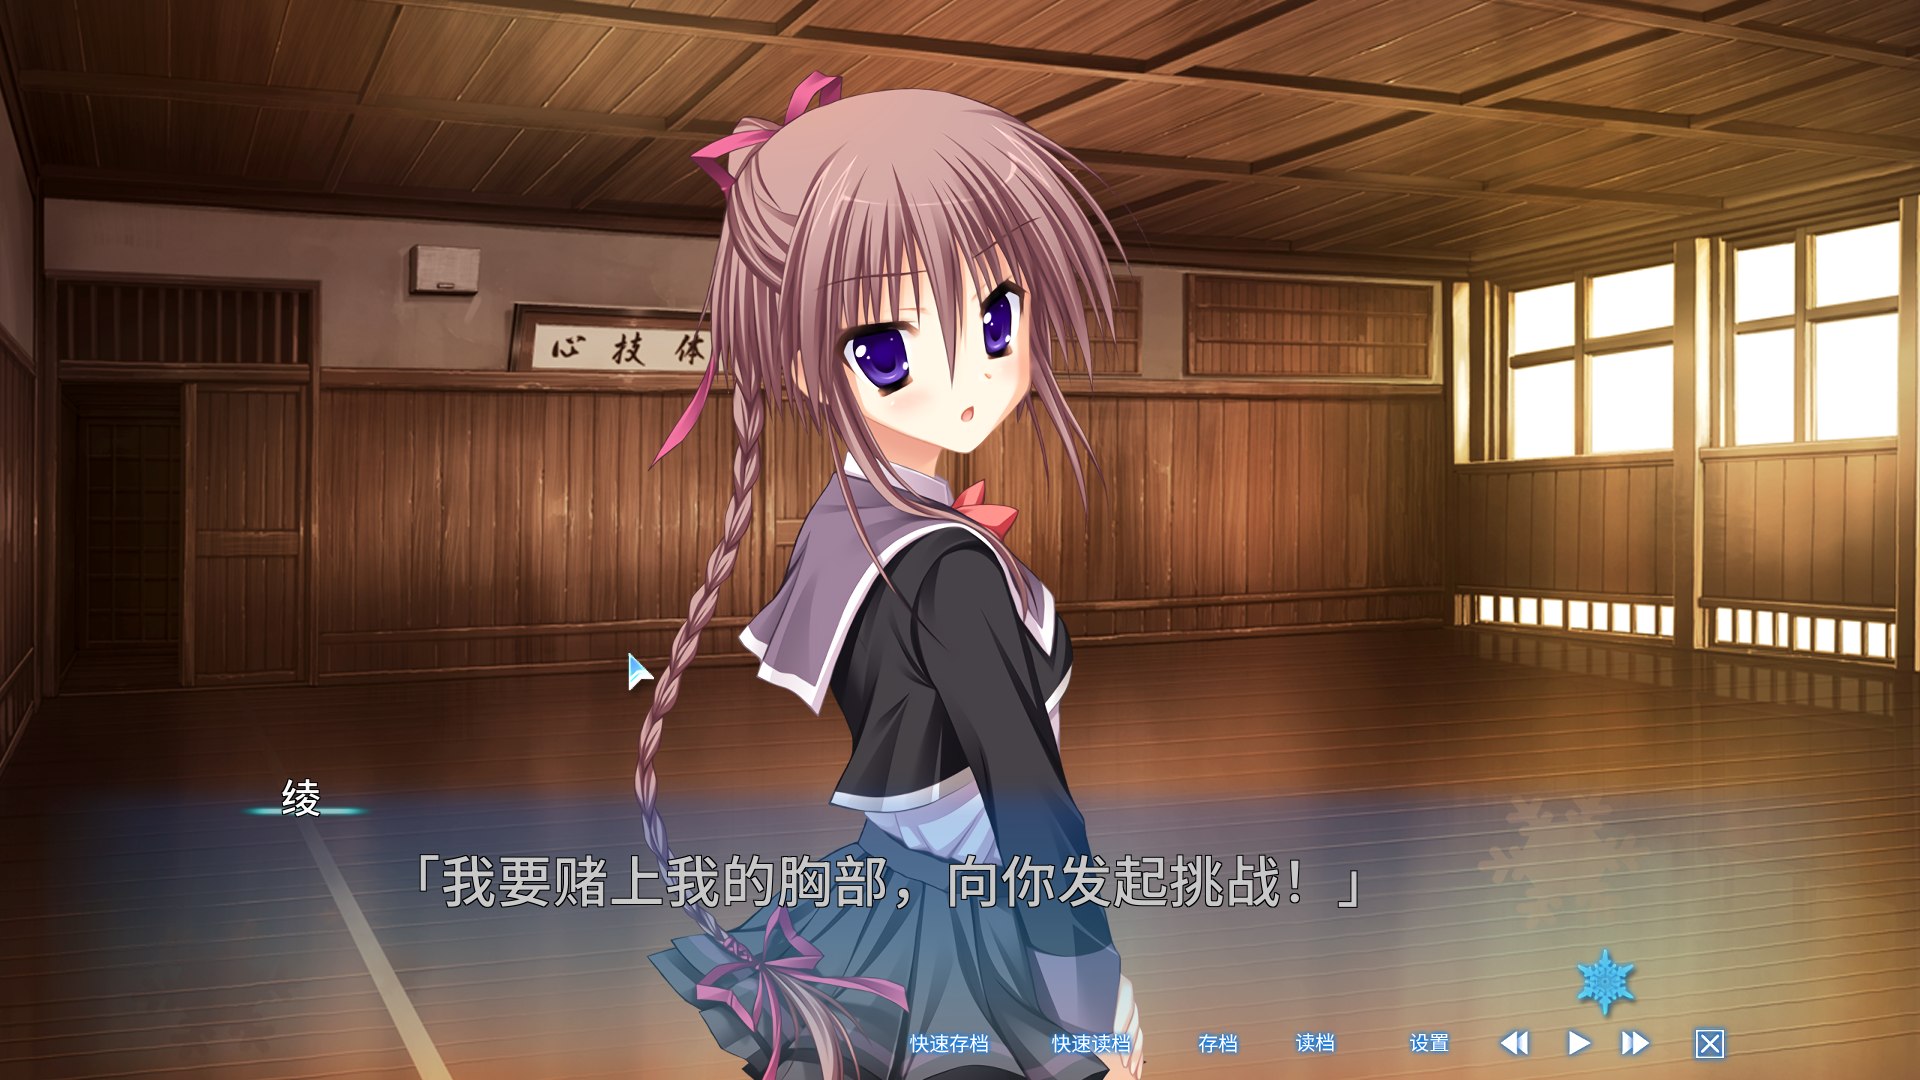 心 技 体
绫
「我要赌上我的胸部，向你发起挑战！」
快速存档 快速读档 存档 读档 设置